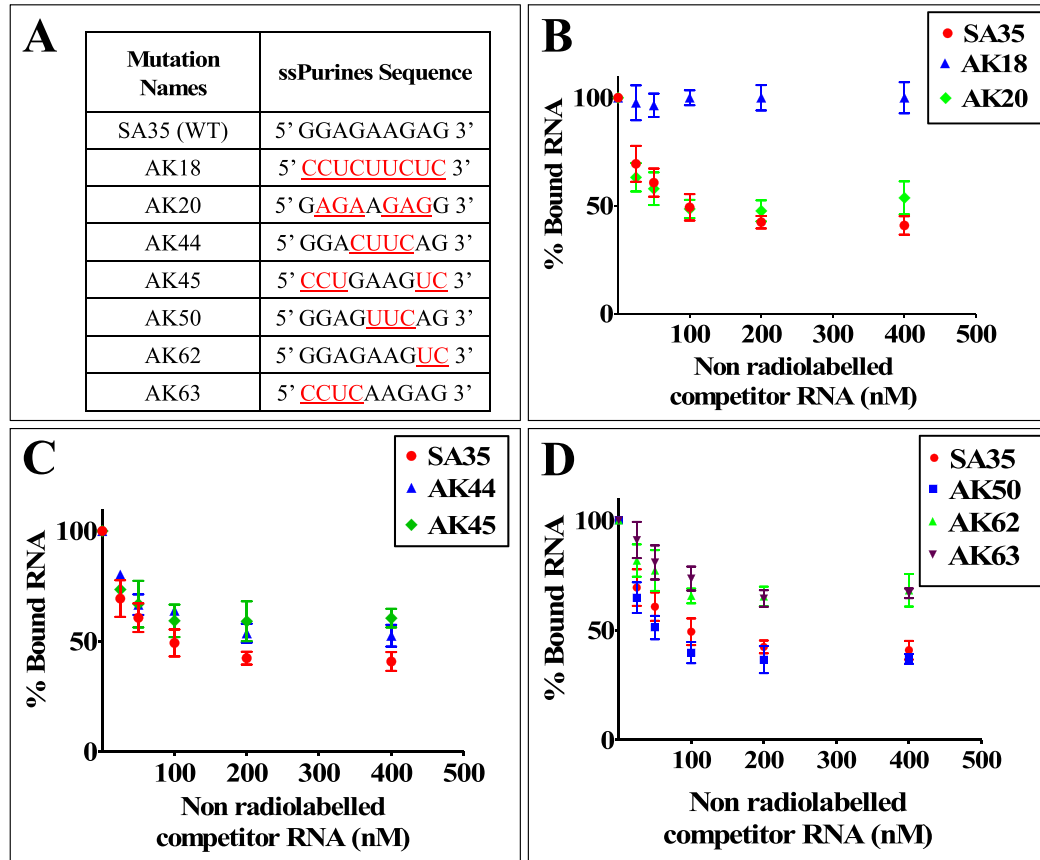 A
Mutation Names
ssPurines Sequence
SA35 (WT)
5’ GGAGAAGAG 3’
AK18
5’ CCUCUUCUC 3’
AK20
5’ GAGAAGAGG 3’
AK44
5’ GGACUUCAG 3’
AK45
5’ CCUGAAGUC 3’
AK50
5’ GGAGUUCAG 3’
AK62
5’ GGAGAAGUC 3’
AK63
5’ CCUCAAGAG 3’
B
SA35
AK18
AK20
% Bound RNA
100
50
0
100 200 300 400 500
Non radiolabelled
competitor RNA (nM)
C
SA35
AK44
AK45
% Bound RNA
100
50
0
100 200 300 400 500
Non radiolabelled
competitor RNA (nM)
D
SA35
AK50
AK62
AK63
% Bound RNA
100
50
0
100 200 300 400 500
Non radiolabelled
competitor RNA (nM)